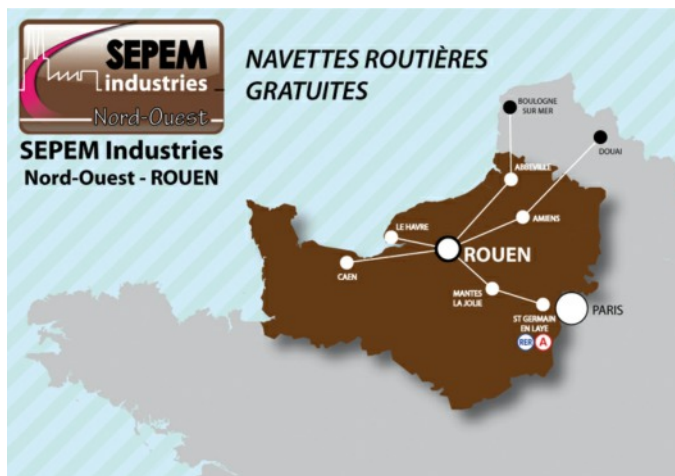 SEPEM
industries
Nord-Ouest
SEPEM Industries
Nord-Ouest - ROUEN
NAVETTES ROUTIÈRES
GRATUITES
BOULOGNE
SUR MER
DOUAI
ABBEVILLE
AMIENS
LE HAVRE
ROUEN
CAEN
MANTES
LA JOLIE
ST GERMAIN
EN LAYE
PARIS
RER A